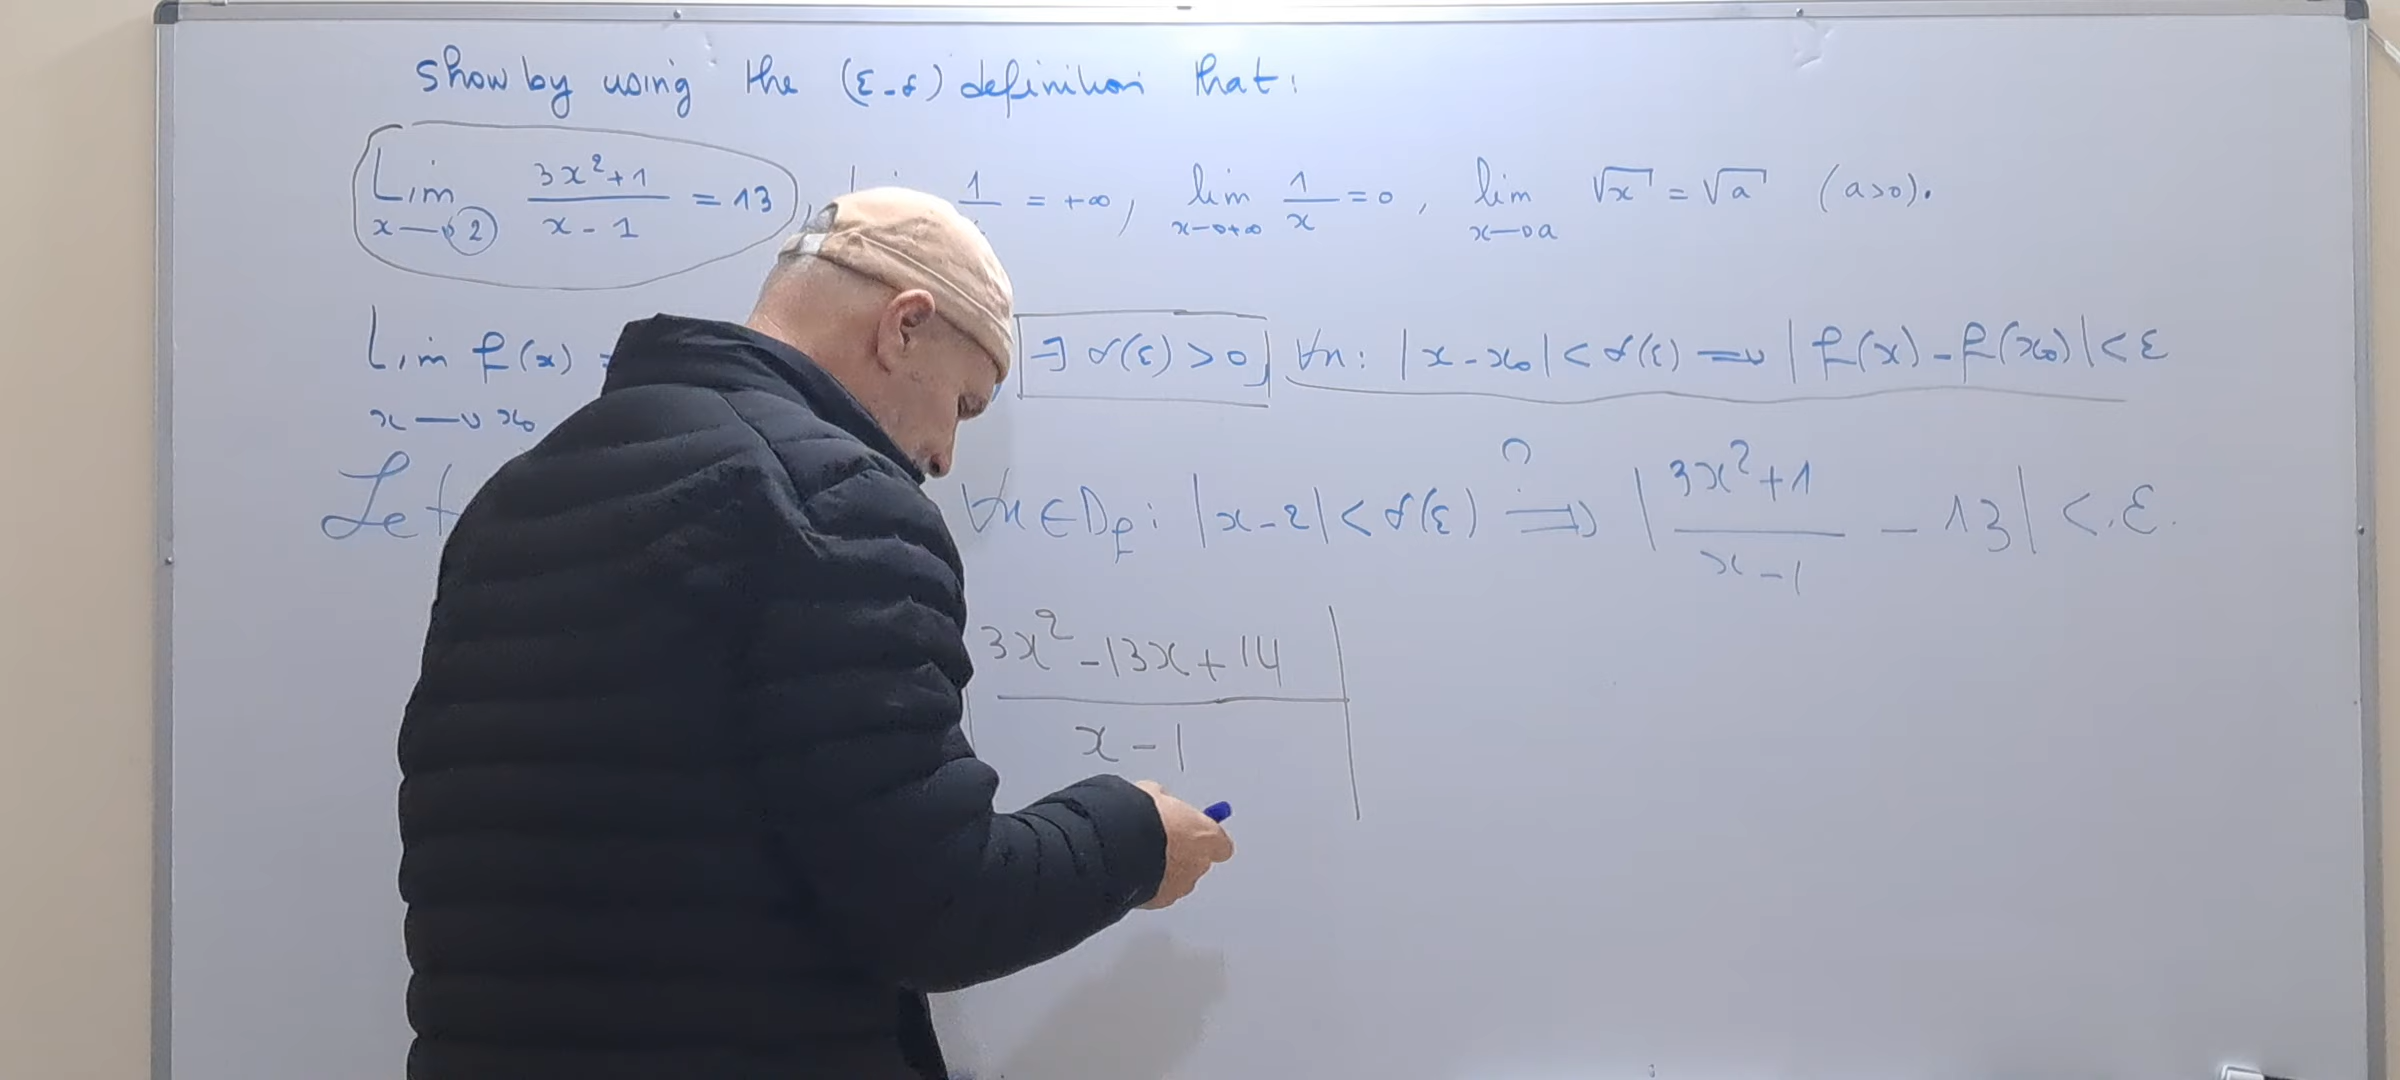 Show by using the (ε-δ) definition that:
Lim x→2 (3x²+1)/(x-1) = 13, 1/ = +∞, lim x→+∞ 1/x = 0, lim x→a √x = √a (a>0).
Lim f(x) = ∃ δ(ε) > 0, ∀x: |x-x₀| < δ(ε) ⇒ |f(x) - f(x₀)| < ε
x→x₀
Let ∀x ∈ D_f: |x-2| < δ(ε) ⇒ |(3x²+1)/(x-1) - 13| < ε.
(3x²-13x+14)/(x-1)|